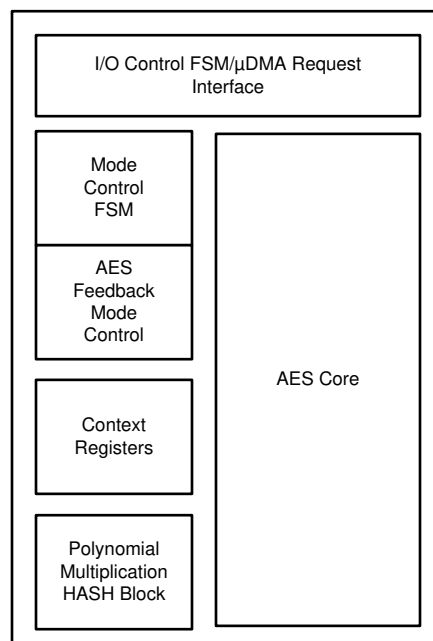 I/O Control FSM/µDMA Request
Interface
Mode
Control
FSM
AES
Feedback
Mode
Control
AES Core
Context
Registers
Polynomial
Multiplication
HASH Block